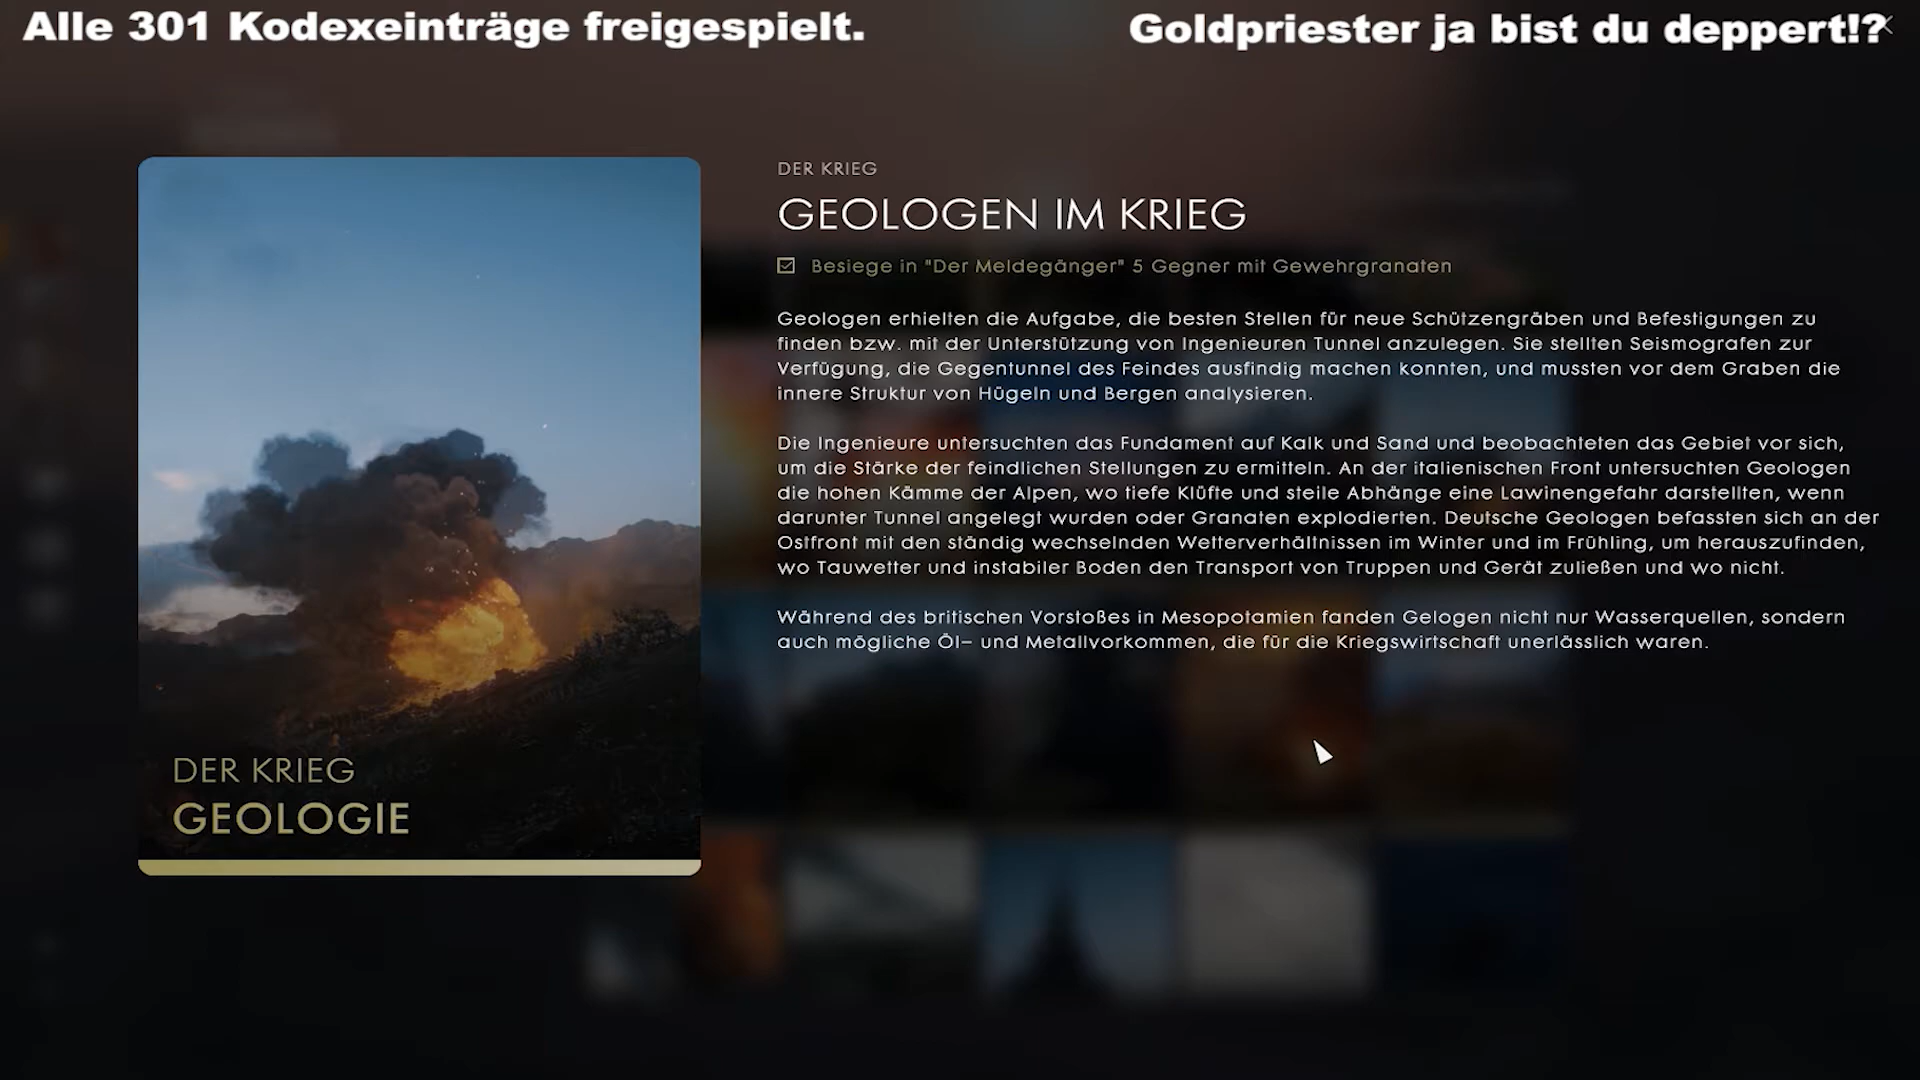 Alle 301 Kodexeinträge freigespielt.
Goldpriester ja bist du deppert!?
DER KRIEG
GEOLOGEN IM KRIEG
Besiege in "Der Meldegänger" 5 Gegner mit Gewehrgranaten
Geologen erhielten die Aufgabe, die besten Stellen für neue Schützengräben und Befestigungen zu
finden bzw. mit der Unterstützung von Ingenieuren Tunnel anzulegen. Sie stellten Seismografen zur
Verfügung, die Gegentunnel des Feindes ausfindig machen konnten, und mussten vor dem Graben die
innere Struktur von Hügeln und Bergen analysieren.
Die Ingenieure untersuchten das Fundament auf Kalk und Sand und beobachteten das Gebiet vor sich,
um die Stärke der feindlichen Stellungen zu ermitteln. An der italienischen Front untersuchten Geologen
die hohen Kämme der Alpen, wo tiefe Klüfte und steile Abhänge eine Lawinengefahr darstellten, wenn
darunter Tunnel angelegt wurden oder Granaten explodierten. Deutsche Geologen befassten sich an der
Ostfront mit den ständig wechselnden Wetterverhältnissen im Winter und im Frühling, um herauszufinden,
wo Tauwetter und instabiler Boden den Transport von Truppen und Gerät zuließen und wo nicht.
Während des britischen Vorstoßes in Mesopotamien fanden Gelogen nicht nur Wasserquellen, sondern
auch mögliche Öl– und Metallvorkommen, die für die Kriegswirtschaft unerlässlich waren.
DER KRIEG
GEOLOGIE